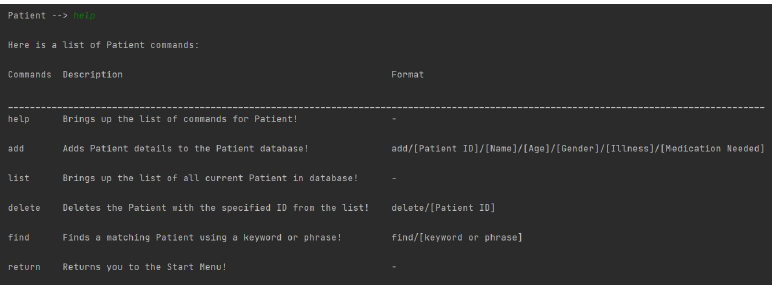 Patient --> help
Here is a list of Patient commands:
Commands Description Format
help Brings up the list of commands for Patient! -
add Adds Patient details to the Patient database! add/[Patient ID]/[Name]/[Age]/[Gender]/[Illness]/[Medication Needed]
list Brings up the list of all current Patient in database! -
delete Deletes the Patient with the specified ID from the list! delete/[Patient ID]
find Finds a matching Patient using a keyword or phrase! find/[keyword or phrase]
return Returns you to the Start Menu! -